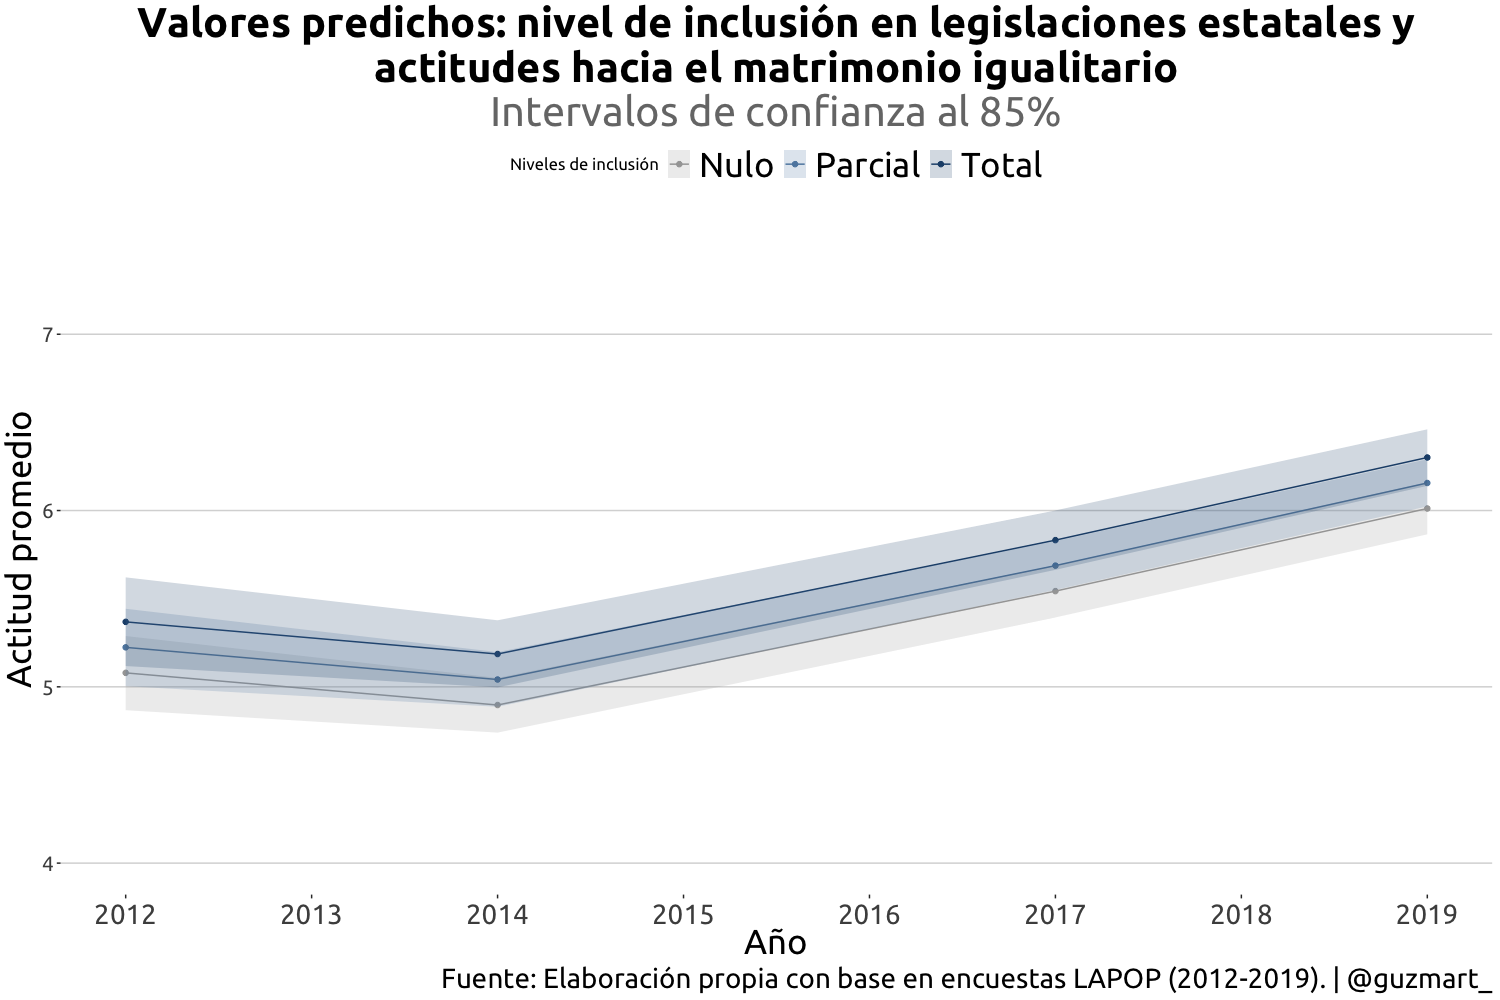 Valores predichos: nivel de inclusión en legislaciones estatales y
actitudes hacia el matrimonio igualitario
Intervalos de confianza al 85%
Niveles de inclusión Nulo Parcial Total
Actitud promedio
7
6
5
4
2012 2013 2014 2015 2016 2017 2018 2019
Año
Fuente: Elaboración propia con base en encuestas LAPOP (2012-2019). | @guzmart_